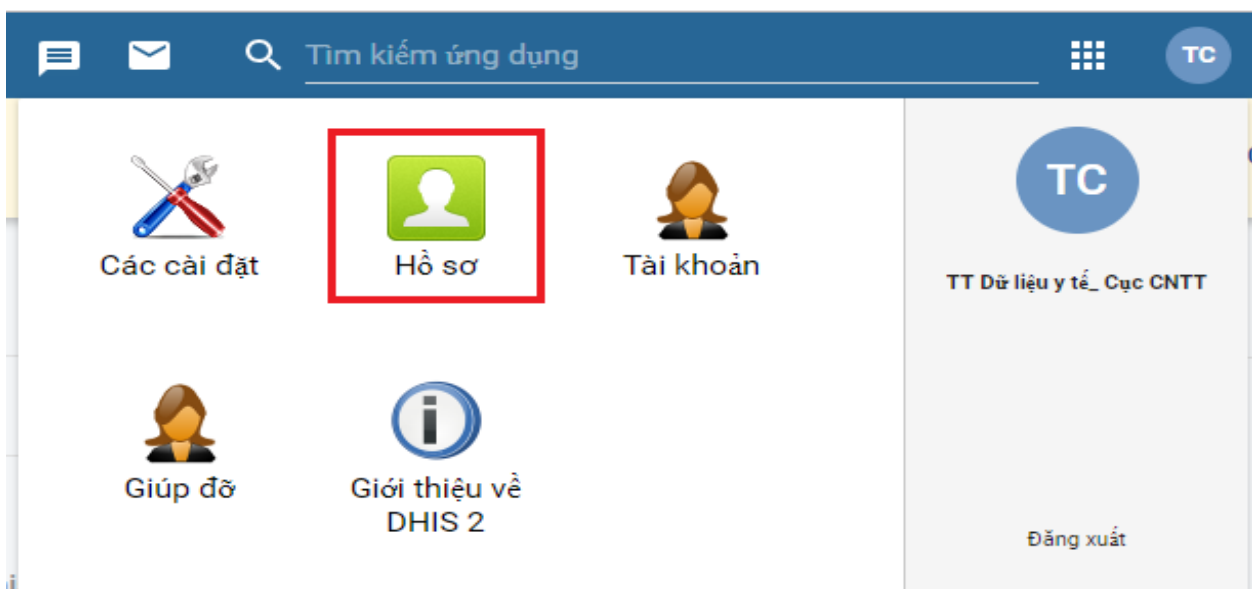 Tìm kiếm ứng dụng
TC
Các cài đặt
Hồ sơ
Tài khoản
TC
TT Dữ liệu y tế_ Cục CNTT
Giúp đỡ
Giới thiệu về
DHIS 2
Đăng xuất